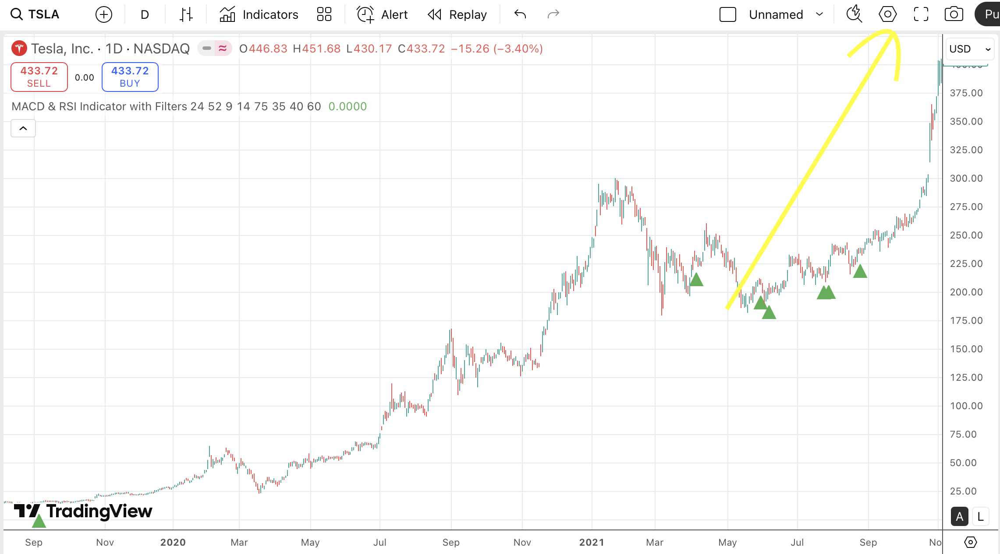 TSLA D Indicators Alert Replay Unnamed Pu
Tesla, Inc. · 1D · NASDAQ O446.83 H451.68 L430.17 C433.72 −15.26 (−3.40%) USD
433.72 SELL 0.00 433.72 BUY
MACD & RSI Indicator with Filters 24 52 9 14 75 35 40 60 0.0000
375.00
350.00
325.00
300.00
275.00
250.00
225.00
200.00
175.00
150.00
125.00
100.00
75.00
50.00
25.00
TradingView
A L
Sep Nov 2020 Mar May Jul Sep Nov 2021 Mar May Jul Sep No